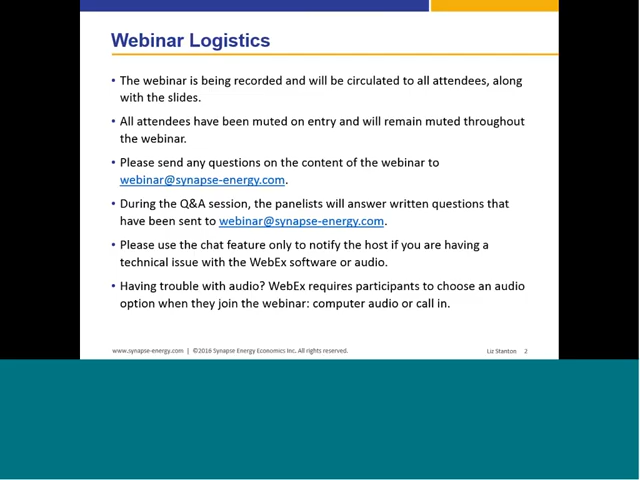 Webinar Logistics
• The webinar is being recorded and will be circulated to all attendees, along
with the slides.
• All attendees have been muted on entry and will remain muted throughout
the webinar.
• Please send any questions on the content of the webinar to
webinar@synapse-energy.com.
• During the Q&A session, the panelists will answer written questions that
have been sent to webinar@synapse-energy.com.
• Please use the chat feature only to notify the host if you are having a
technical issue with the WebEx software or audio.
• Having trouble with audio? WebEx requires participants to choose an audio
option when they join the webinar: computer audio or call in.
www.synapse-energy.com | ©2016 Synapse Energy Economics Inc. All rights reserved. Liz Stanton 2